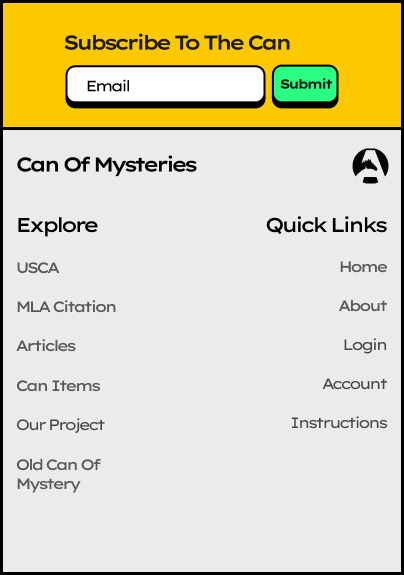 Subscribe To The Can
Email
Submit
Can Of Mysteries
Explore
USCA
MLA Citation
Articles
Can Items
Our Project
Old Can Of
Mystery
Quick Links
Home
About
Login
Account
Instructions